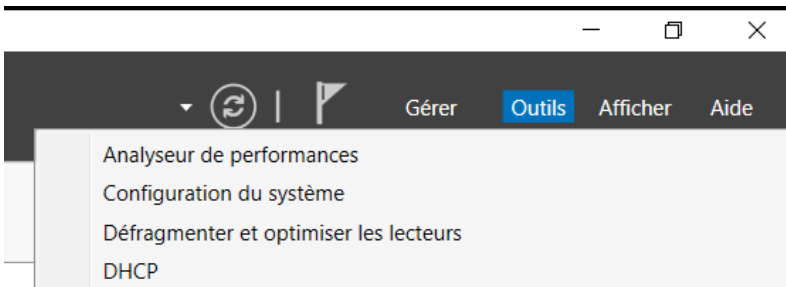 Gérer Outils Afficher Aide
Analyseur de performances
Configuration du système
Défragmenter et optimiser les lecteurs
DHCP